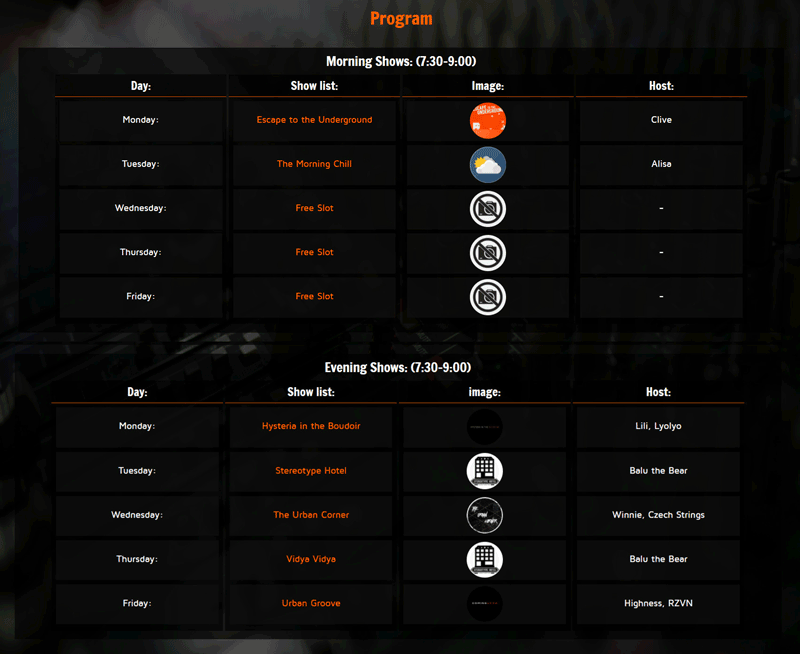 Program
Morning Shows: (7:30-9:00)
Day: Show list: Image: Host:
Monday: Escape to the Underground Clive
Tuesday: The Morning Chill Alisa
Wednesday: Free Slot -
Thursday: Free Slot -
Friday: Free Slot -
Evening Shows: (7:30-9:00)
Day: Show list: image: Host:
Monday: Hysteria in the Boudoir Lili, Lyolyo
Tuesday: Stereotype Hotel Balu the Bear
Wednesday: The Urban Corner Winnie, Czech Strings
Thursday: Vidya Vidya Balu the Bear
Friday: Urban Groove Highness, RZVN